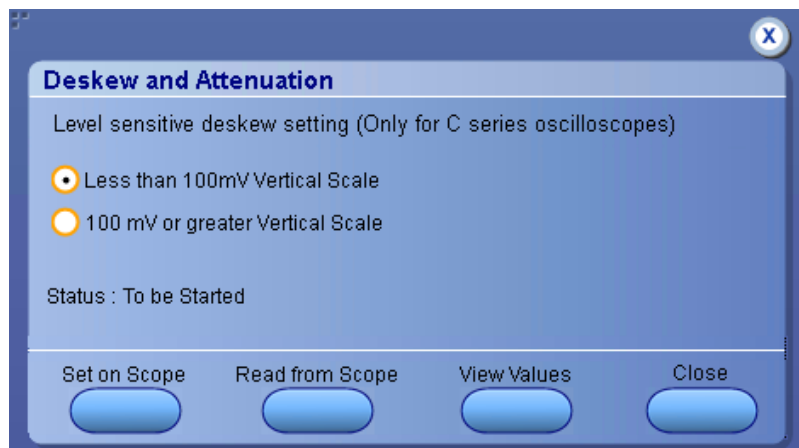 X
Deskew and Attenuation
Level sensitive deskew setting (Only for C series oscilloscopes)
Less than 100mV Vertical Scale
100 mV or greater Vertical Scale
Status : To be Started
Set on Scope Read from Scope View Values Close